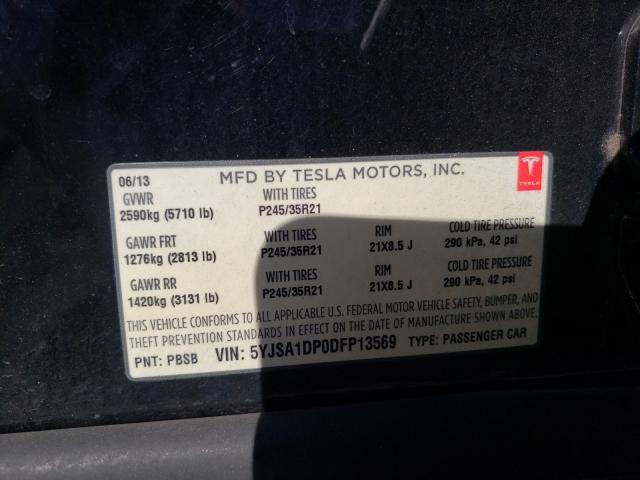 06/13 MFD BY TESLA MOTORS, INC.
TESLA
GVWR WITH TIRES
2590kg (5710 lb) P245/35R21
GAWR FRT WITH TIRES RIM COLD TIRE PRESSURE
1276kg (2813 lb) P245/35R21 21X8.5 J 290 kPa, 42 psi
GAWR RR WITH TIRES RIM COLD TIRE PRESSURE
1420kg (3131 lb) P245/35R21 21X8.5 J 290 kPa, 42 psi
THIS VEHICLE CONFORMS TO ALL APPLICABLE U.S. FEDERAL MOTOR VEHICLE SAFETY, BUMPER, AND
THEFT PREVENTION STANDARDS IN EFFECT ON THE DATE OF MANUFACTURE SHOWN ABOVE.
PNT: PBSB VIN: 5YJSA1DP0DFP13569 TYPE: PASSENGER CAR